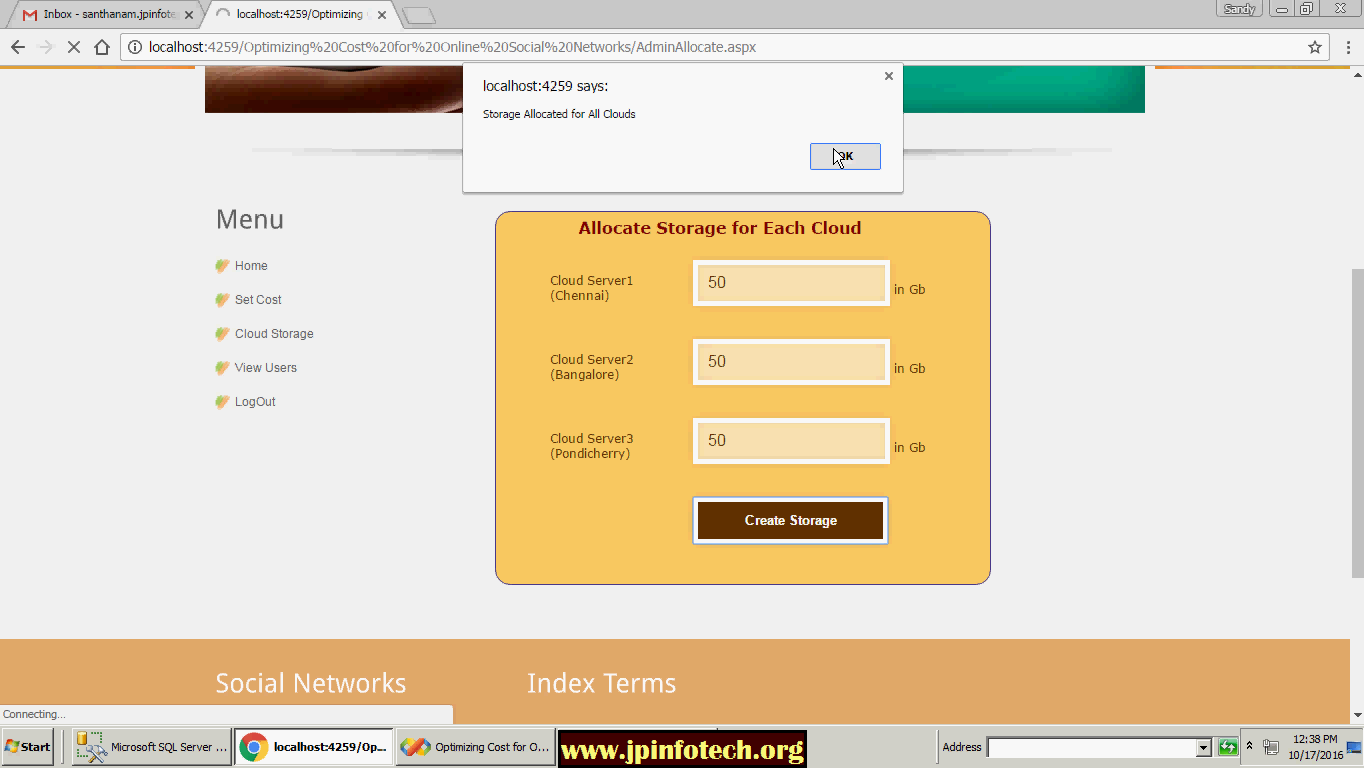 Inbox - santhanam.jpinfote
localhost:4259/Optimizing
Sandy
localhost:4259/Optimizing%20Cost%20for%20Online%20Social%20Networks/AdminAllocate.aspx
localhost:4259 says:
Storage Allocated for All Clouds
OK
Menu
Home
Set Cost
Cloud Storage
View Users
LogOut
Allocate Storage for Each Cloud
Cloud Server1
(Chennai)
50
in Gb
Cloud Server2
(Bangalore)
50
in Gb
Cloud Server3
(Pondicherry)
50
in Gb
Create Storage
Social Networks
Index Terms
Connecting...
Start
Microsoft SQL Server ...
localhost:4259/Op...
Optimizing Cost for O...
www.jpinfotech.org
Address
12:38 PM
10/17/2016